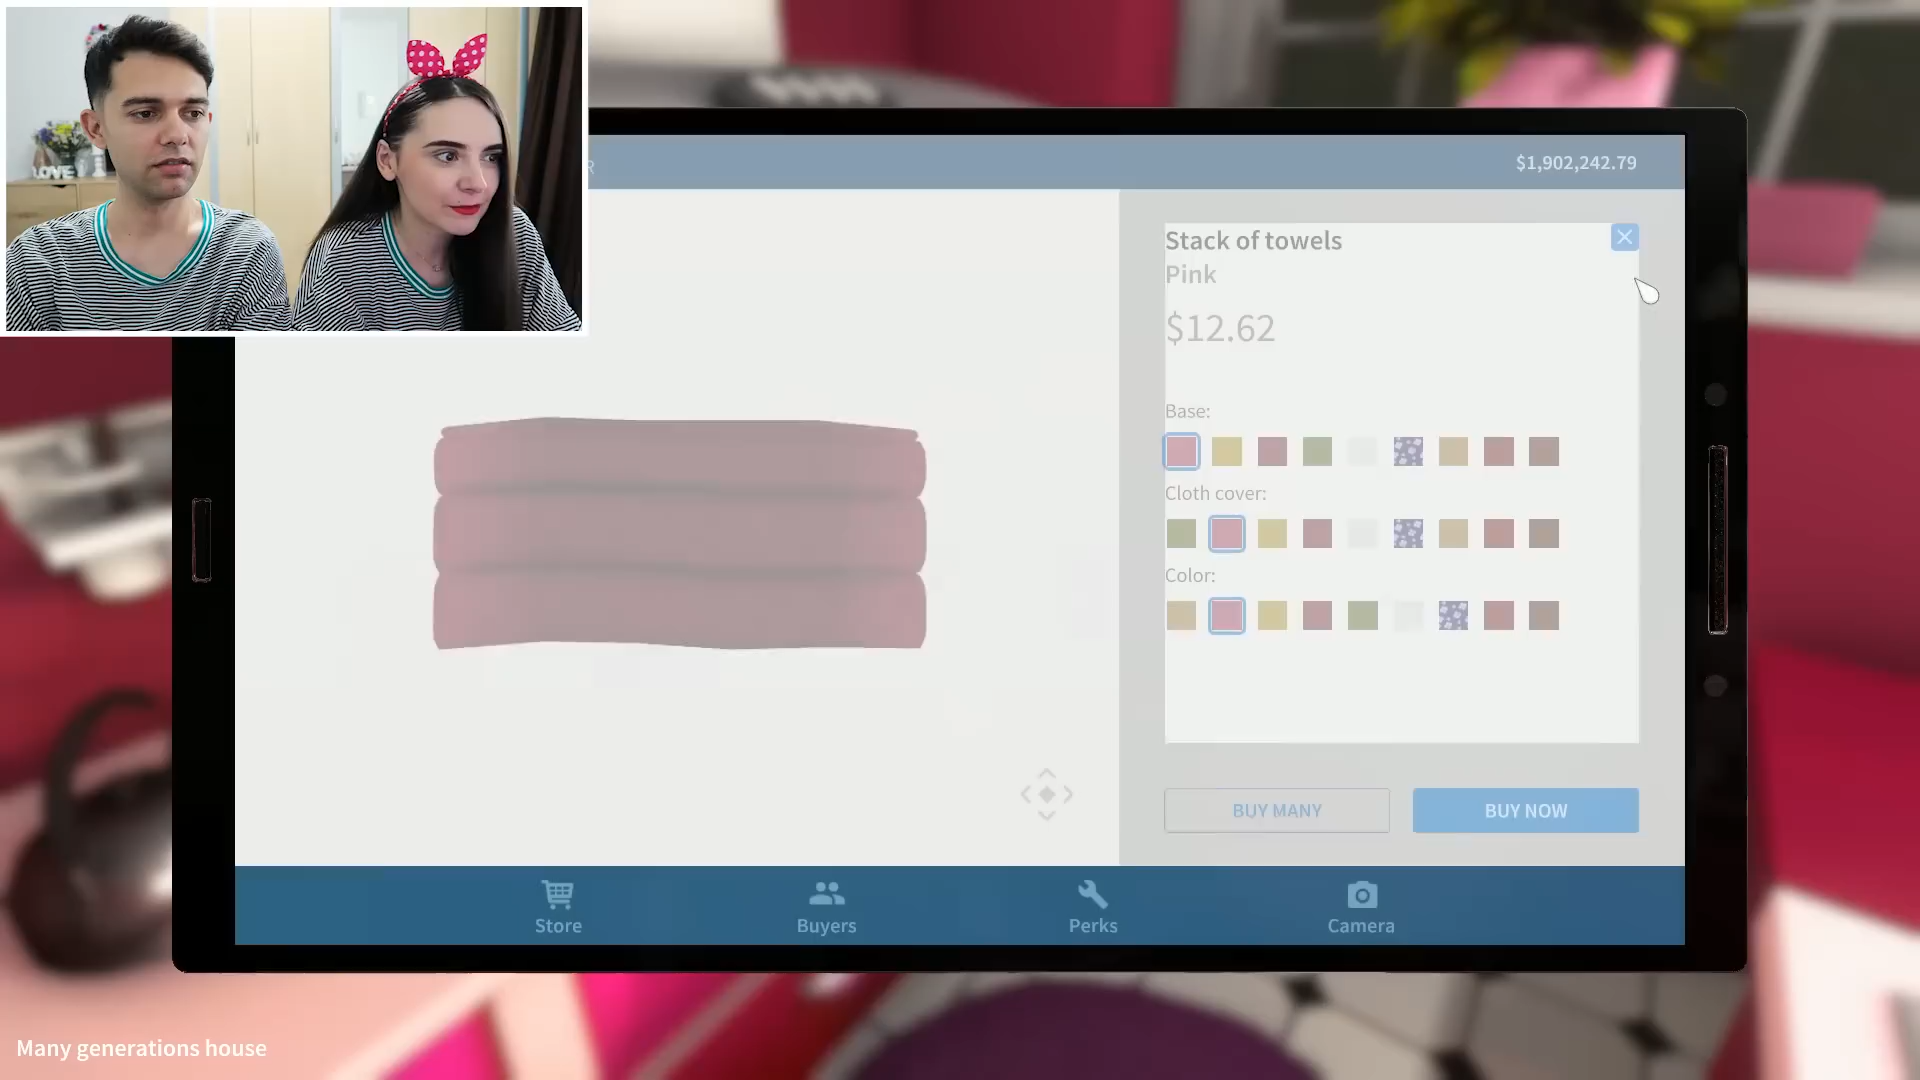 LOVE
$1,902,242.79
Stack of towels
Pink
$12.62
Base:
Cloth cover:
Color:
BUY MANY
BUY NOW
Store
Buyers
Perks
Camera
Many generations house